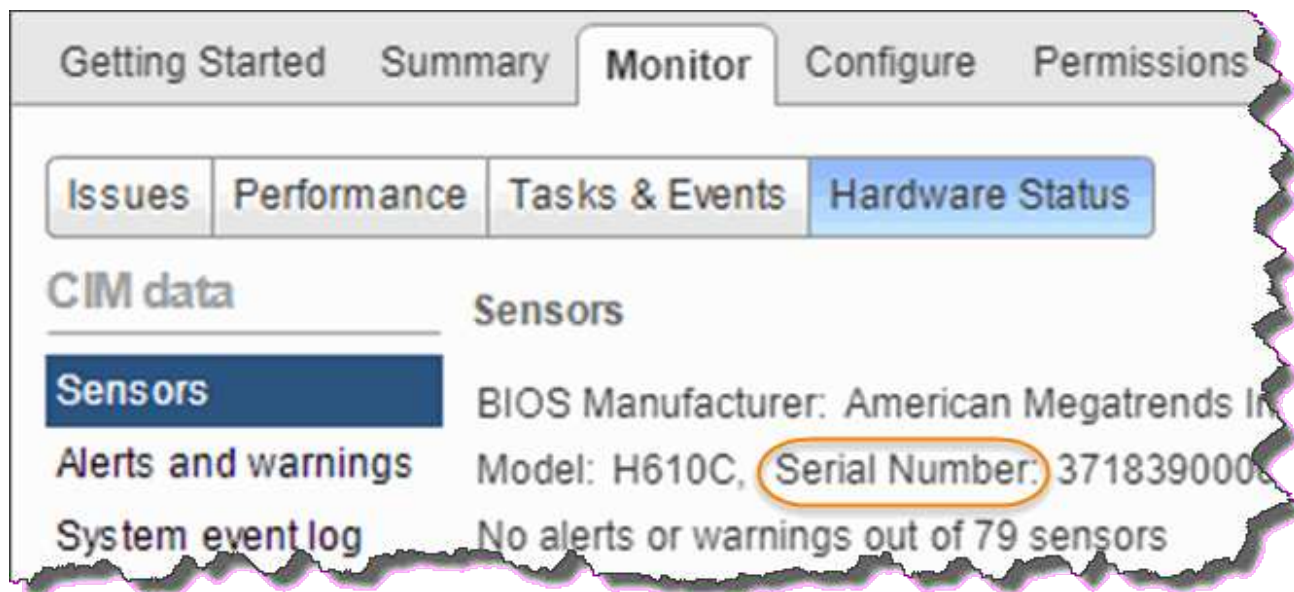 Getting Started Summary Monitor Configure Permissions
Issues Performance Tasks & Events Hardware Status
CIM data
Sensors
Sensors
Alerts and warnings
System event log
BIOS Manufacturer: American Megatrends
Model: H610C, Serial Number:
No alerts or warnings out of 79 sensors